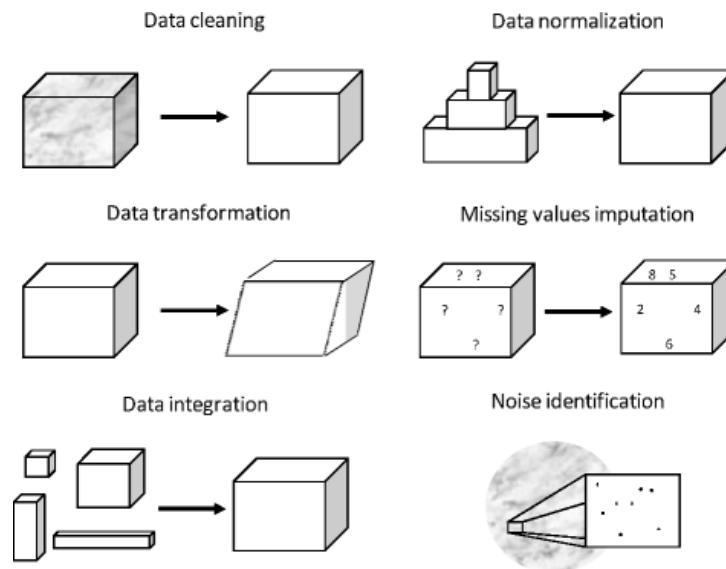 Data cleaning
Data normalization
Data transformation
Missing values imputation
? ?
? ?
?
8 5
2 4
6
Data integration
Noise identification